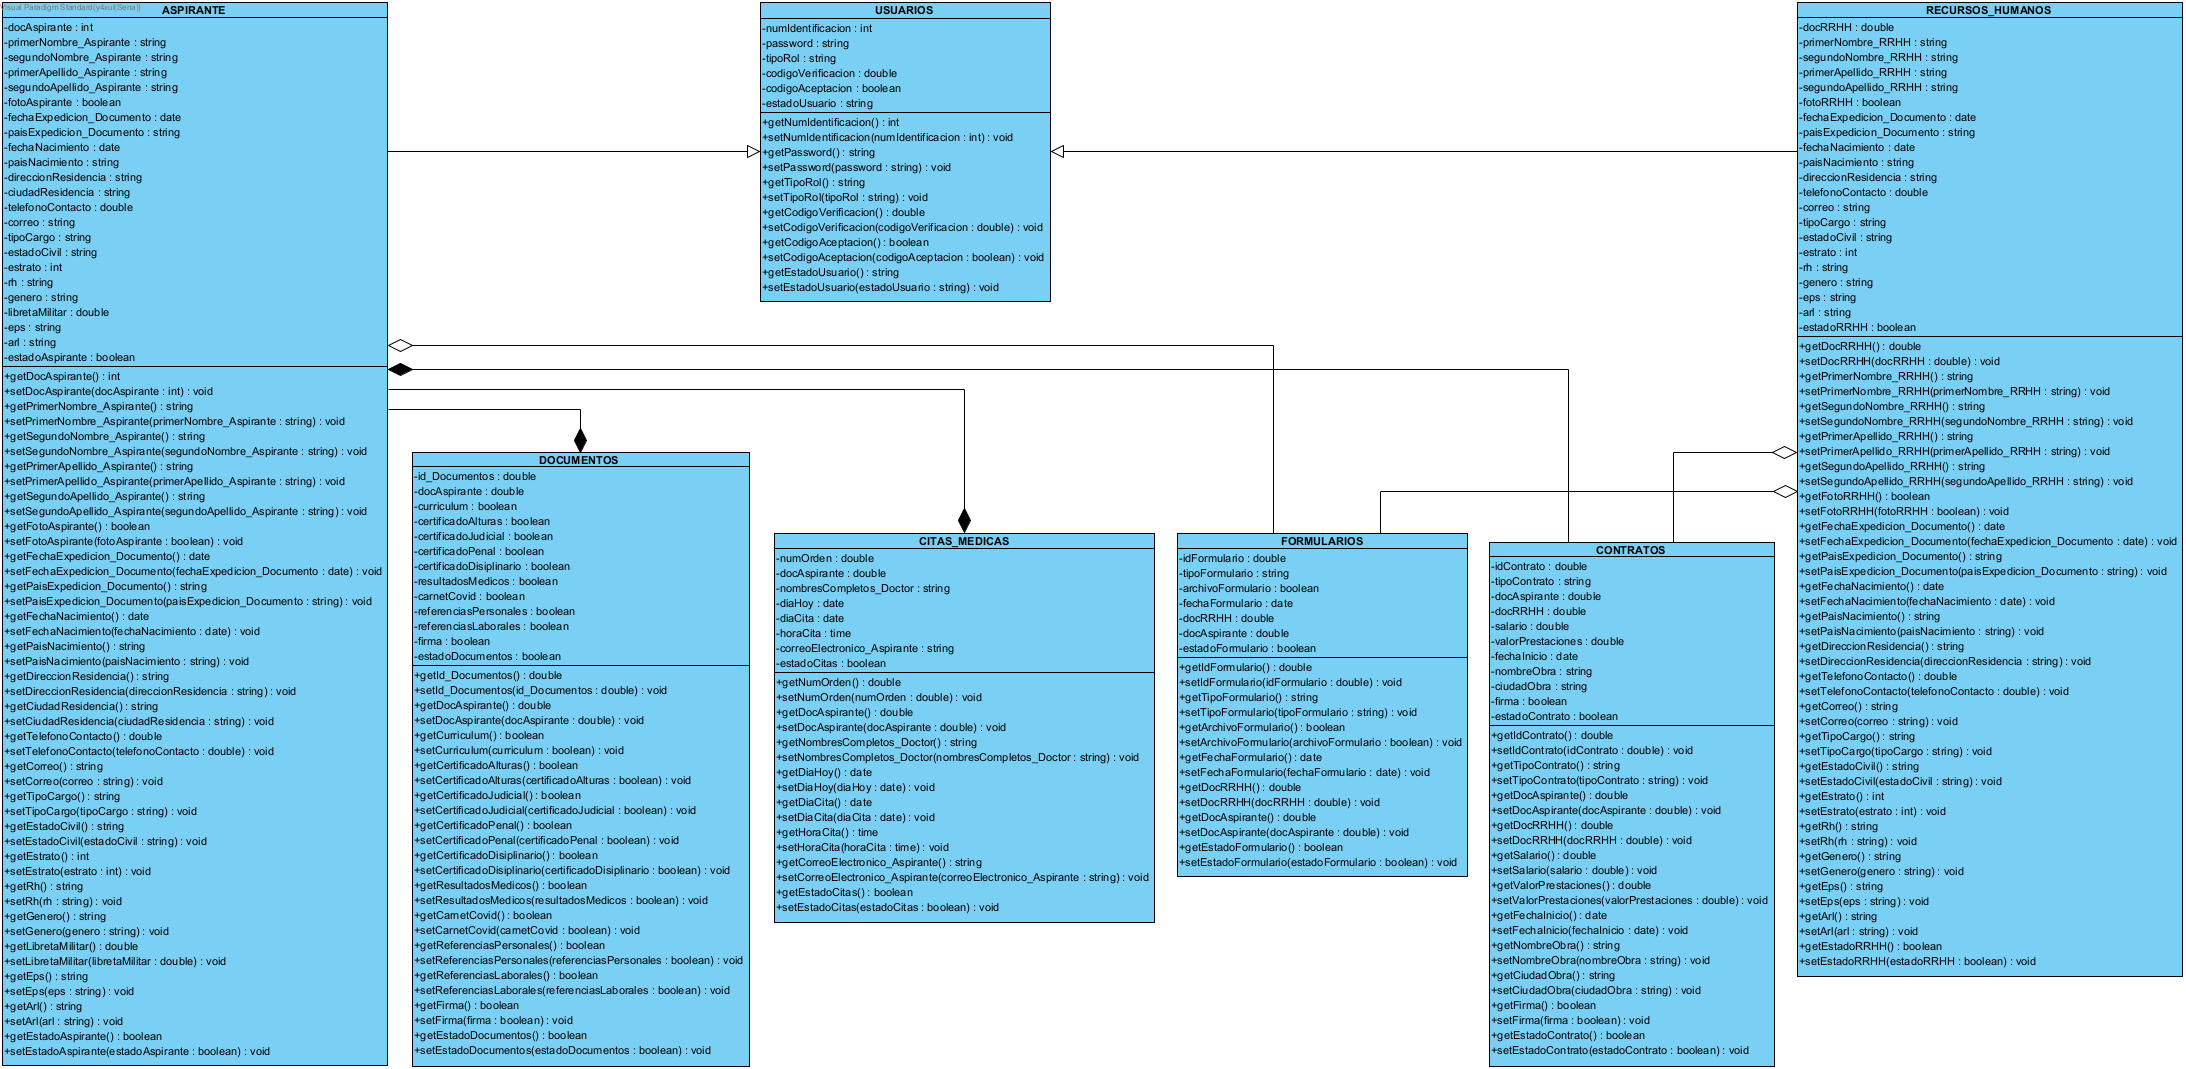 Visual Paradigm Standard(y4xul(Sena))
ASPIRANTE
-docAspirante : int
-primerNombre_Aspirante : string
-segundoNombre_Aspirante : string
-primerApellido_Aspirante : string
-segundoApellido_Aspirante : string
-fotoAspirante : boolean
-fechaExpedicion_Documento : date
-paisExpedicion_Documento : string
-fechaNacimiento : date
-paisNacimiento : string
-direccionResidencia : string
-ciudadResidencia : string
-telefonoContacto : double
-correo : string
-tipoCargo : string
-estadoCivil : string
-estrato : int
-rh : string
-genero : string
-libretaMilitar : double
-eps : string
-arl : string
-estadoAspirante : boolean
+getDocAspirante() : int
+setDocAspirante(docAspirante : int) : void
+getPrimerNombre_Aspirante() : string
+setPrimerNombre_Aspirante(primerNombre_Aspirante : string) : void
+getSegundoNombre_Aspirante() : string
+setSegundoNombre_Aspirante(segundoNombre_Aspirante : string) : void
+getPrimerApellido_Aspirante() : string
+setPrimerApellido_Aspirante(primerApellido_Aspirante : string) : void
+getSegundoApellido_Aspirante() : string
+setSegundoApellido_Aspirante(segundoApellido_Aspirante : string) : void
+getFotoAspirante() : boolean
+setFotoAspirante(fotoAspirante : boolean) : void
+getFechaExpedicion_Documento() : date
+setFechaExpedicion_Documento(fechaExpedicion_Documento : date) : void
+getPaisExpedicion_Documento() : string
+setPaisExpedicion_Documento(paisExpedicion_Documento : string) : void
+getFechaNacimiento() : date
+setFechaNacimiento(fechaNacimiento : date) : void
+getPaisNacimiento() : string
+setPaisNacimiento(paisNacimiento : string) : void
+getDireccionResidencia() : string
+setDireccionResidencia(direccionResidencia : string) : void
+getCiudadResidencia() : string
+setCiudadResidencia(ciudadResidencia : string) : void
+getTelefonoContacto() : double
+setTelefonoContacto(telefonoContacto : double) : void
+getCorreo() : string
+setCorreo(correo : string) : void
+getTipoCargo() : string
+setTipoCargo(tipoCargo : string) : void
+getEstadoCivil() : string
+setEstadoCivil(estadoCivil : string) : void
+getEstrato() : int
+setEstrato(estrato : int) : void
+getRh() : string
+setRh(rh : string) : void
+getGenero() : string
+setGenero(genero : string) : void
+getLibretaMilitar() : double
+setLibretaMilitar(libretaMilitar : double) : void
+getEps() : string
+setEps(eps : string) : void
+getArl() : string
+setArl(arl : string) : void
+getEstadoAspirante() : boolean
+setEstadoAspirante(estadoAspirante : boolean) : void
USUARIOS
-numIdentificacion : int
-password : string
-tipoRol : string
-codigoVerificacion : double
-codigoAceptacion : boolean
-estadoUsuario : string
+getNumIdentificacion() : int
+setNumIdentificacion(numIdentificacion : int) : void
+getPassword() : string
+setPassword(password : string) : void
+getTipoRol() : string
+setTipoRol(tipoRol : string) : void
+getCodigoVerificacion() : double
+setCodigoVerificacion(codigoVerificacion : double) : void
+getCodigoAceptacion() : boolean
+setCodigoAceptacion(codigoAceptacion : boolean) : void
+getEstadoUsuario() : string
+setEstadoUsuario(estadoUsuario : string) : void
RECURSOS_HUMANOS
-docRRHH : double
-primerNombre_RRHH : string
-segundoNombre_RRHH : string
-primerApellido_RRHH : string
-segundoApellido_RRHH : string
-fotoRRHH : boolean
-fechaExpedicion_Documento : date
-paisExpedicion_Documento : string
-fechaNacimiento : date
-paisNacimiento : string
-direccionResidencia : string
-telefonoContacto : double
-correo : string
-tipoCargo : string
-estadoCivil : string
-estrato : int
-rh : string
-genero : string
-eps : string
-arl : string
-estadoRRHH : boolean
+getDocRRHH() : double
+setDocRRHH(docRRHH : double) : void
+getPrimerNombre_RRHH() : string
+setPrimerNombre_RRHH(primerNombre_RRHH : string) : void
+getSegundoNombre_RRHH() : string
+setSegundoNombre_RRHH(segundoNombre_RRHH : string) : void
+getPrimerApellido_RRHH() : string
+setPrimerApellido_RRHH(primerApellido_RRHH : string) : void
+getSegundoApellido_RRHH() : string
+setSegundoApellido_RRHH(segundoApellido_RRHH : string) : void
+getFotoRRHH() : boolean
+setFotoRRHH(fotoRRHH : boolean) : void
+getFechaExpedicion_Documento() : date
+setFechaExpedicion_Documento(fechaExpedicion_Documento : date) : void
+getPaisExpedicion_Documento() : string
+setPaisExpedicion_Documento(paisExpedicion_Documento : string) : void
+getFechaNacimiento() : date
+setFechaNacimiento(fechaNacimiento : date) : void
+getPaisNacimiento() : string
+setPaisNacimiento(paisNacimiento : string) : void
+getDireccionResidencia() : string
+setDireccionResidencia(direccionResidencia : string) : void
+getTelefonoContacto() : double
+setTelefonoContacto(telefonoContacto : double) : void
+getCorreo() : string
+setCorreo(correo : string) : void
+getTipoCargo() : string
+setTipoCargo(tipoCargo : string) : void
+getEstadoCivil() : string
+setEstadoCivil(estadoCivil : string) : void
+getEstrato() : int
+setEstrato(estrato : int) : void
+getRh() : string
+setRh(rh : string) : void
+getGenero() : string
+setGenero(genero : string) : void
+getEps() : string
+setEps(eps : string) : void
+getArl() : string
+setArl(arl : string) : void
+getEstadoRRHH() : boolean
+setEstadoRRHH(estadoRRHH : boolean) : void
DOCUMENTOS
-id_Documentos : double
-docAspirante : double
-curriculum : boolean
-certificadoAlturas : boolean
-certificadoJudicial : boolean
-certificadoPenal : boolean
-certificadoDisiplinario : boolean
-resultadosMedicos : boolean
-carnetCovid : boolean
-referenciasPersonales : boolean
-referenciasLaborales : boolean
-firma : boolean
-estadoDocumentos : boolean
+getId_Documentos() : double
+setId_Documentos(id_Documentos : double) : void
+getDocAspirante() : double
+setDocAspirante(docAspirante : double) : void
+getCurriculum() : boolean
+setCurriculum(curriculum : boolean) : void
+getCertificadoAlturas() : boolean
+setCertificadoAlturas(certificadoAlturas : boolean) : void
+getCertificadoJudicial() : boolean
+setCertificadoJudicial(certificadoJudicial : boolean) : void
+getCertificadoPenal() : boolean
+setCertificadoPenal(certificadoPenal : boolean) : void
+getCertificadoDisiplinario() : boolean
+setCertificadoDisiplinario(certificadoDisiplinario : boolean) : void
+getResultadosMedicos() : boolean
+setResultadosMedicos(resultadosMedicos : boolean) : void
+getCarnetCovid() : boolean
+setCarnetCovid(carnetCovid : boolean) : void
+getReferenciasPersonales() : boolean
+setReferenciasPersonales(referenciasPersonales : boolean) : void
+getReferenciasLaborales() : boolean
+setReferenciasLaborales(referenciasLaborales : boolean) : void
+getFirma() : boolean
+setFirma(firma : boolean) : void
+getEstadoDocumentos() : boolean
+setEstadoDocumentos(estadoDocumentos : boolean) : void
CITAS_MEDICAS
-numOrden : double
-docAspirante : double
-nombresCompletos_Doctor : string
-diaHoy : date
-diaCita : date
-horaCita : time
-correoElectronico_Aspirante : string
-estadoCitas : boolean
+getNumOrden() : double
+setNumOrden(numOrden : double) : void
+getDocAspirante() : double
+setDocAspirante(docAspirante : double) : void
+getNombresCompletos_Doctor() : string
+setNombresCompletos_Doctor(nombresCompletos_Doctor : string) : void
+getDiaHoy() : date
+setDiaHoy(diaHoy : date) : void
+getDiaCita() : date
+setDiaCita(diaCita : date) : void
+getHoraCita() : time
+setHoraCita(horaCita : time) : void
+getCorreoElectronico_Aspirante() : string
+setCorreoElectronico_Aspirante(correoElectronico_Aspirante : string) : void
+getEstadoCitas() : boolean
+setEstadoCitas(estadoCitas : boolean) : void
FORMULARIOS
-idFormulario : double
-tipoFormulario : string
-archivoFormulario : boolean
-fechaFormulario : date
-docRRHH : double
-docAspirante : double
-estadoFormulario : boolean
+getIdFormulario() : double
+setIdFormulario(idFormulario : double) : void
+getTipoFormulario() : string
+setTipoFormulario(tipoFormulario : string) : void
+getArchivoFormulario() : boolean
+setArchivoFormulario(archivoFormulario : boolean) : void
+getFechaFormulario() : date
+setFechaFormulario(fechaFormulario : date) : void
+getDocRRHH() : double
+setDocRRHH(docRRHH : double) : void
+getDocAspirante() : double
+setDocAspirante(docAspirante : double) : void
+getEstadoFormulario() : boolean
+setEstadoFormulario(estadoFormulario : boolean) : void
CONTRATOS
-idContrato : double
-tipoContrato : string
-docAspirante : double
-docRRHH : double
-salario : double
-valorPrestaciones : double
-fechaInicio : date
-nombreObra : string
-ciudadObra : string
-firma : boolean
-estadoContrato : boolean
+getIdContrato() : double
+setIdContrato(idContrato : double) : void
+getTipoContrato() : string
+setTipoContrato(tipoContrato : string) : void
+getDocAspirante() : double
+setDocAspirante(docAspirante : double) : void
+getDocRRHH() : double
+setDocRRHH(docRRHH : double) : void
+getSalario() : double
+setSalario(salario : double) : void
+getValorPrestaciones() : double
+setValorPrestaciones(valorPrestaciones : double) : void
+getFechaInicio() : date
+setFechaInicio(fechaInicio : date) : void
+getNombreObra() : string
+setNombreObra(nombreObra : string) : void
+getCiudadObra() : string
+setCiudadObra(ciudadObra : string) : void
+getFirma() : boolean
+setFirma(firma : boolean) : void
+getEstadoContrato() : boolean
+setEstadoContrato(estadoContrato : boolean) : void